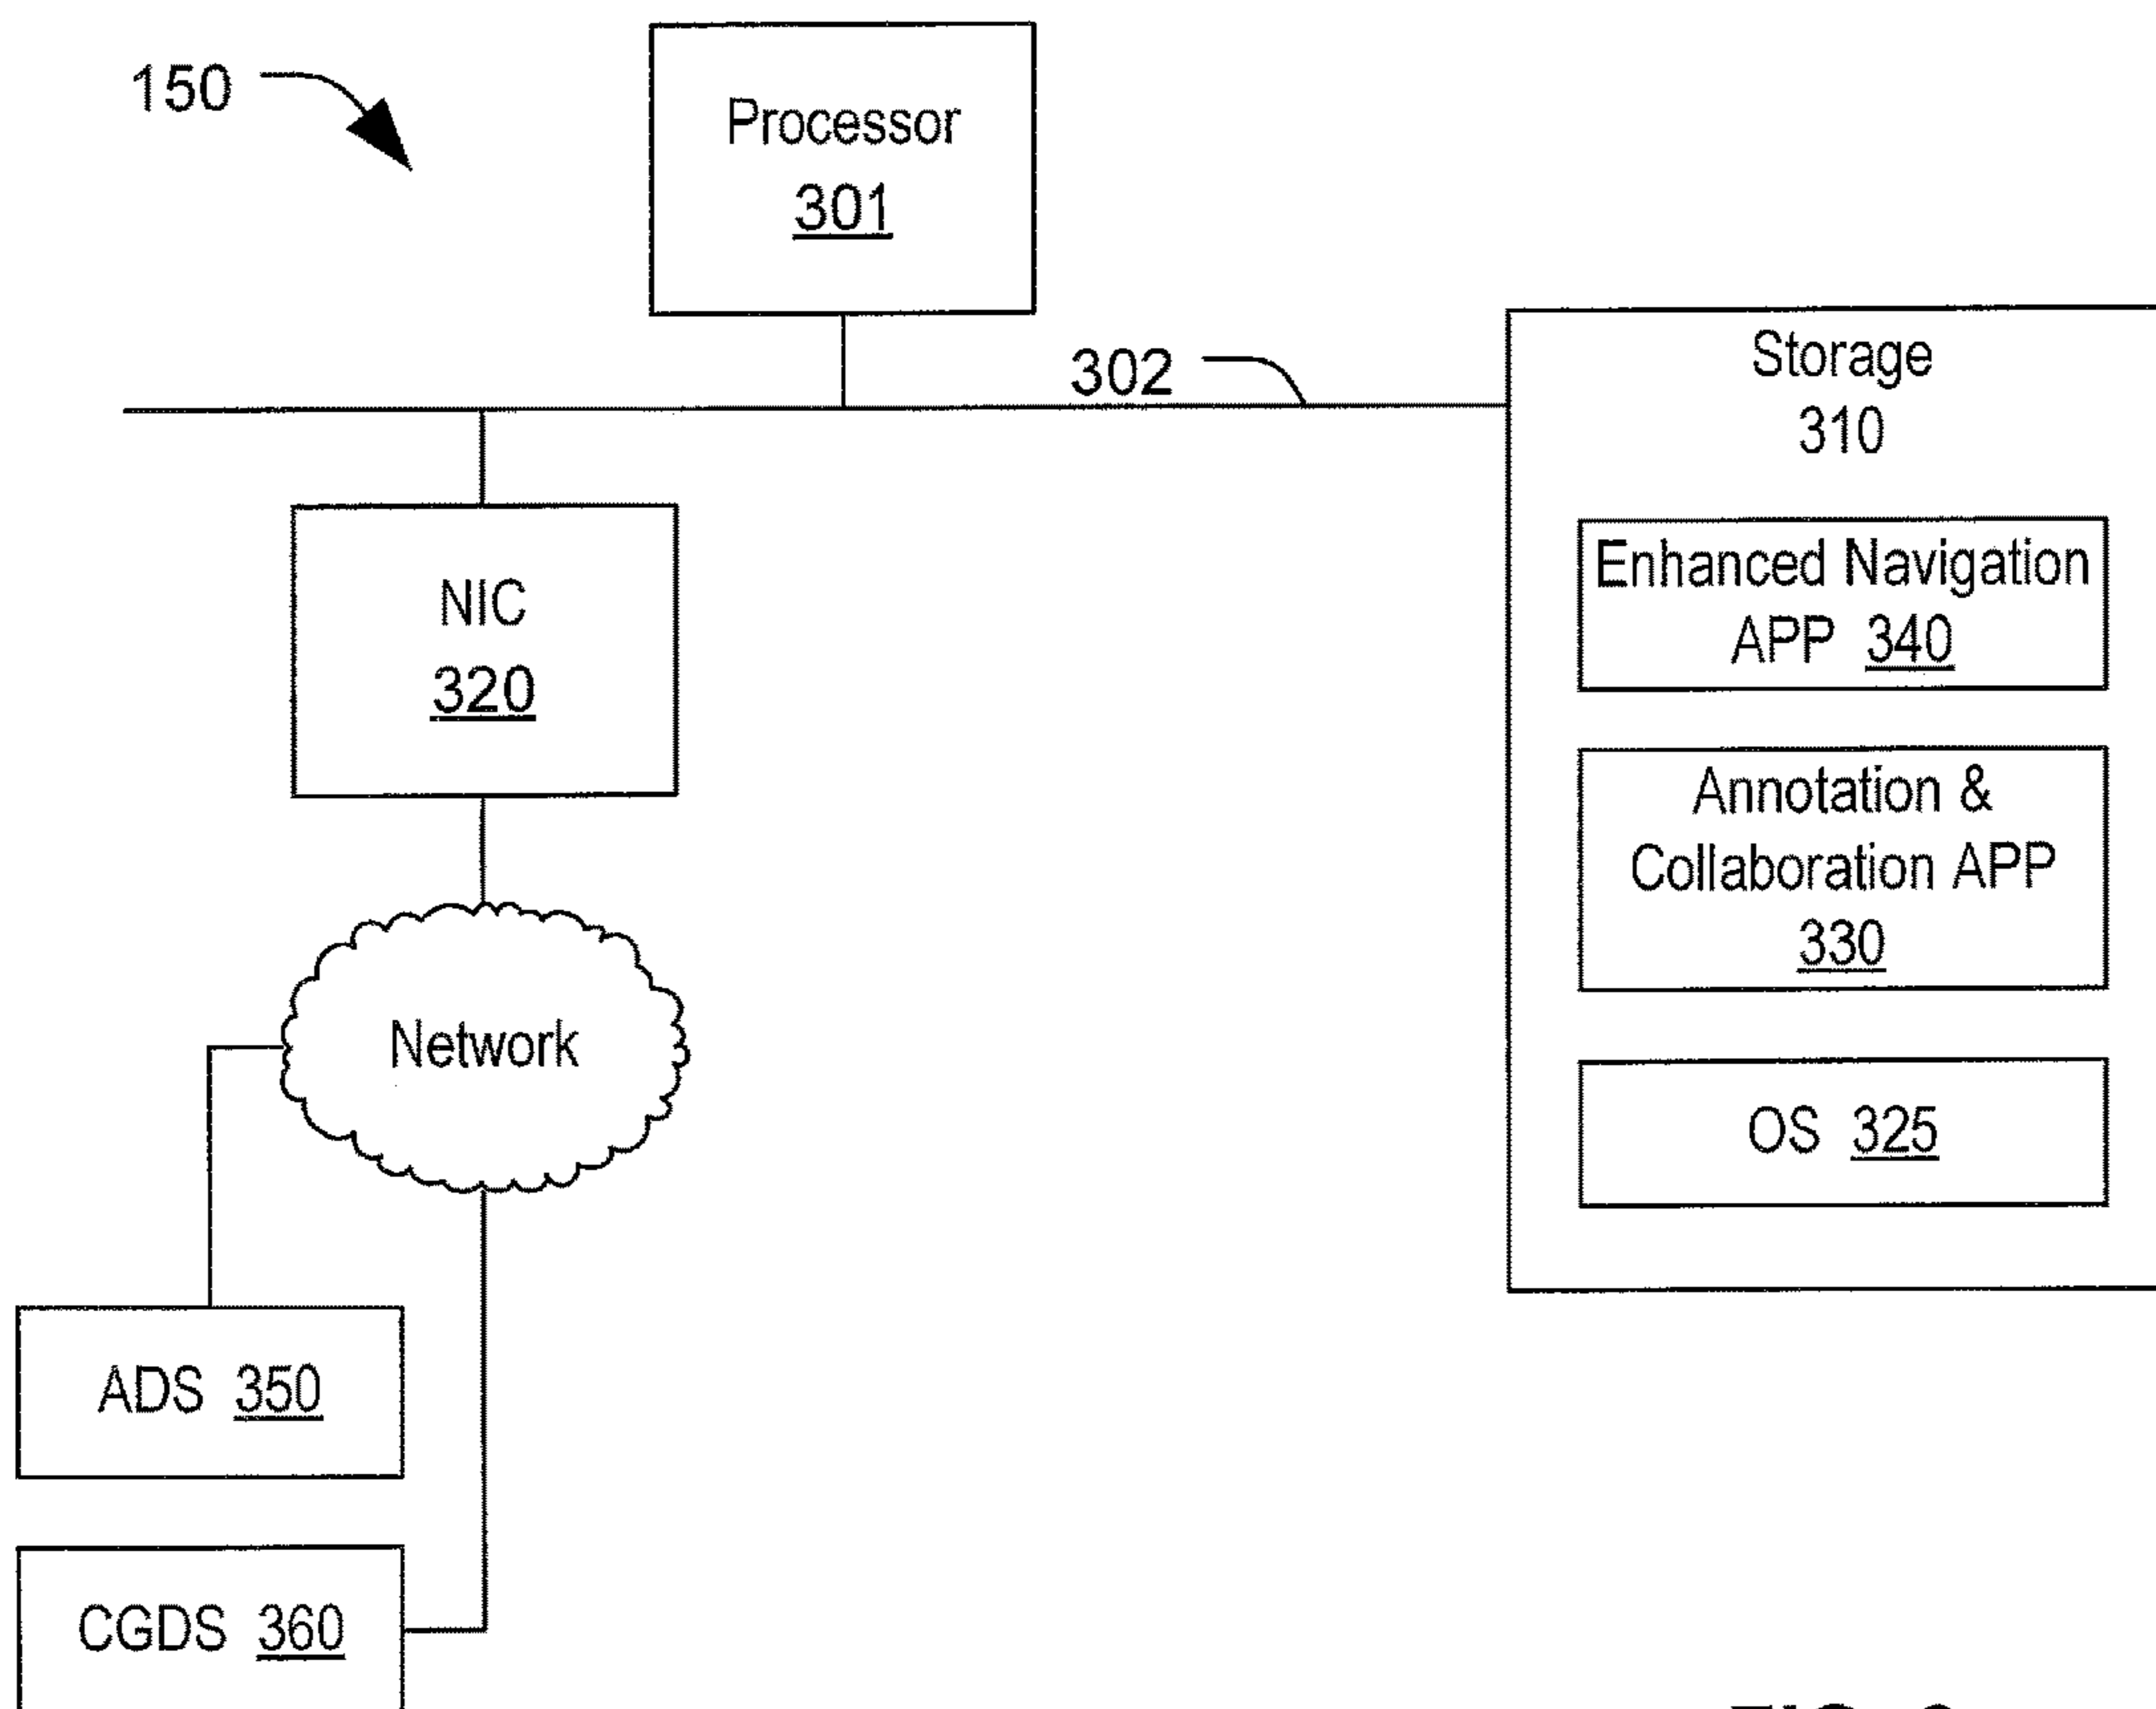 150
Processor
301
302
Storage
310
Enhanced Navigation
APP 340
NIC
320
Annotation &
Collaboration APP
330
Network
OS 325
ADS 350
CGDS 360